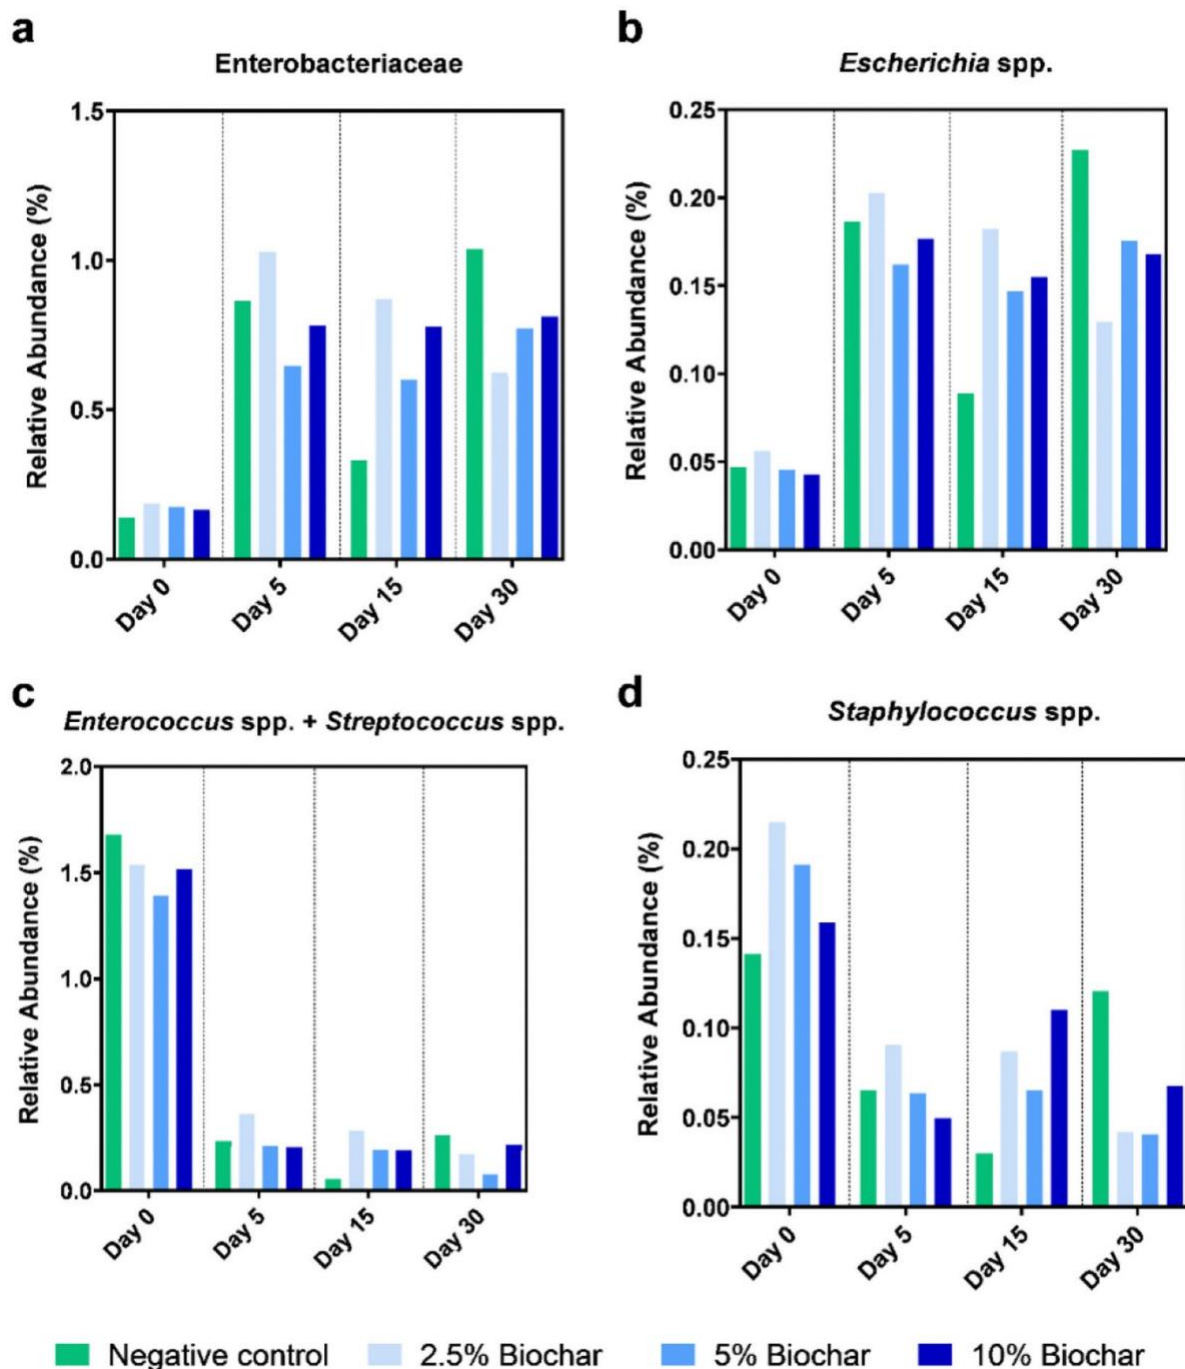 a
Enterobacteriaceae
Relative Abundance (%)
1.5
1.0
0.5
0.0
Day 0
Day 5
Day 15
Day 30
b
Escherichia spp.
Relative Abundance (%)
0.25
0.20
0.15
0.10
0.05
0.00
Day 0
Day 5
Day 15
Day 30
c
Enterococcus spp. + Streptococcus spp.
Relative Abundance (%)
2.0
1.5
1.0
0.5
0.0
Day 0
Day 5
Day 15
Day 30
d
Staphylococcus spp.
Relative Abundance (%)
0.25
0.20
0.15
0.10
0.05
0.00
Day 0
Day 5
Day 15
Day 30
Negative control 2.5% Biochar 5% Biochar 10% Biochar